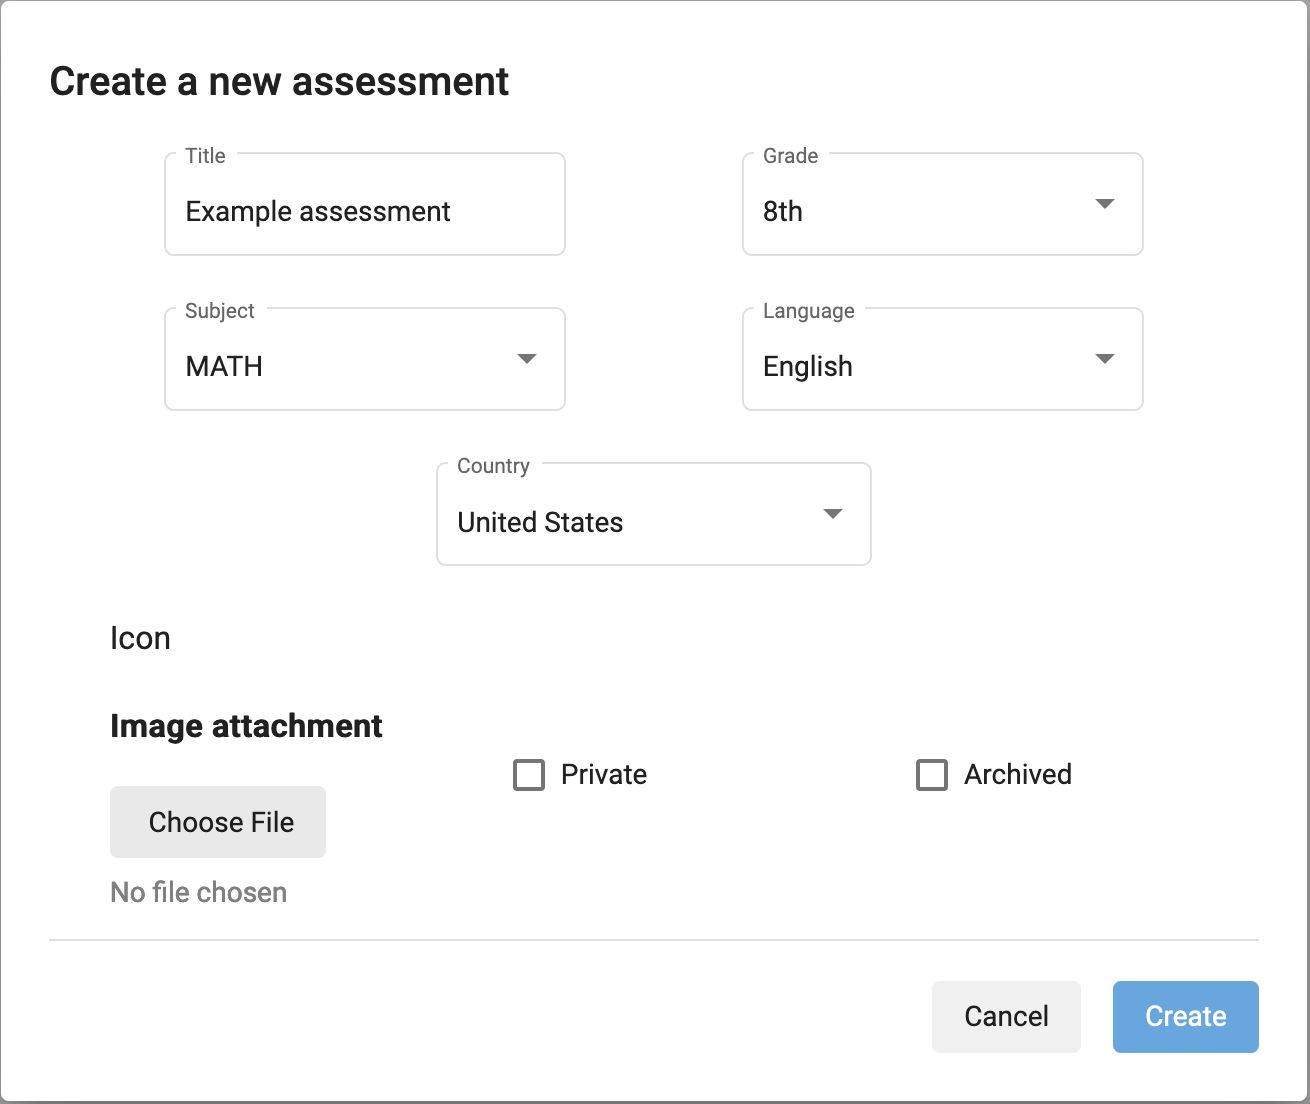 Create a new assessment
Title
Example assessment
Grade
8th
Subject
MATH
Language
English
Country
United States
Icon
Image attachment
Choose File
No file chosen
Private
Archived
Cancel
Create